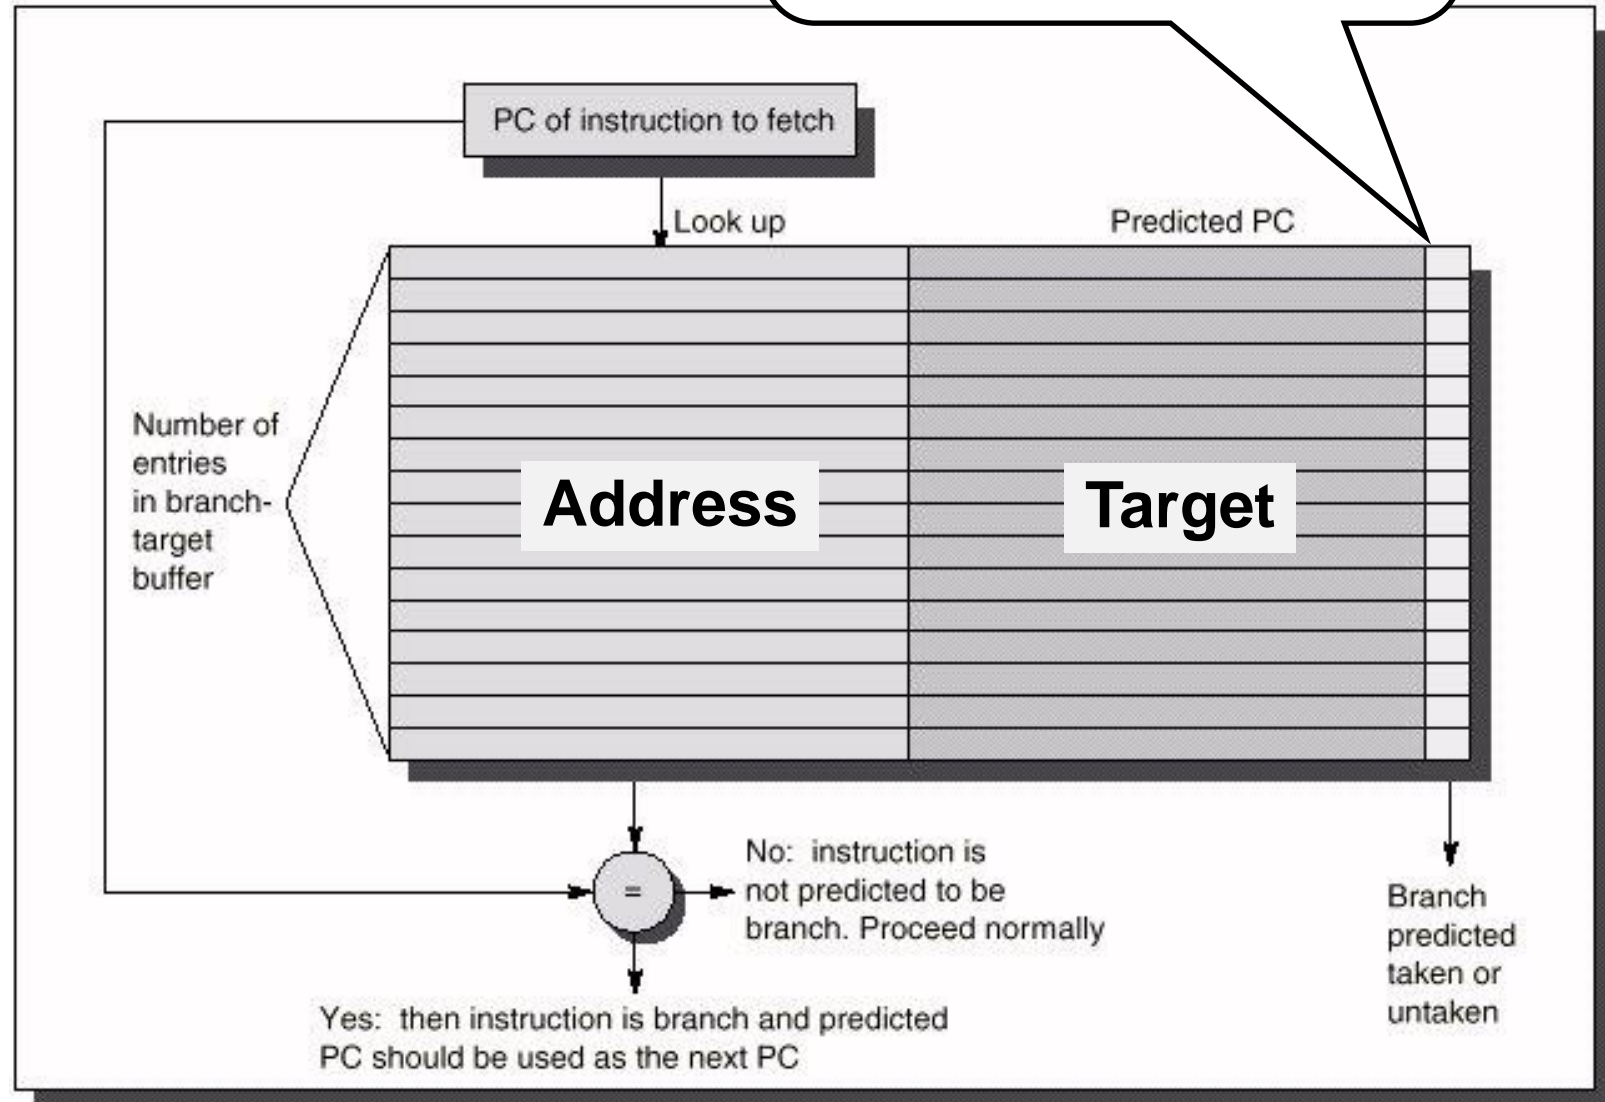 PC of instruction to fetch
Look up
Predicted PC
Number of
entries
in branch-
target
buffer
Address
Target
=
No: instruction is
not predicted to be
branch. Proceed normally
Branch
predicted
taken or
untaken
Yes: then instruction is branch and predicted
PC should be used as the next PC